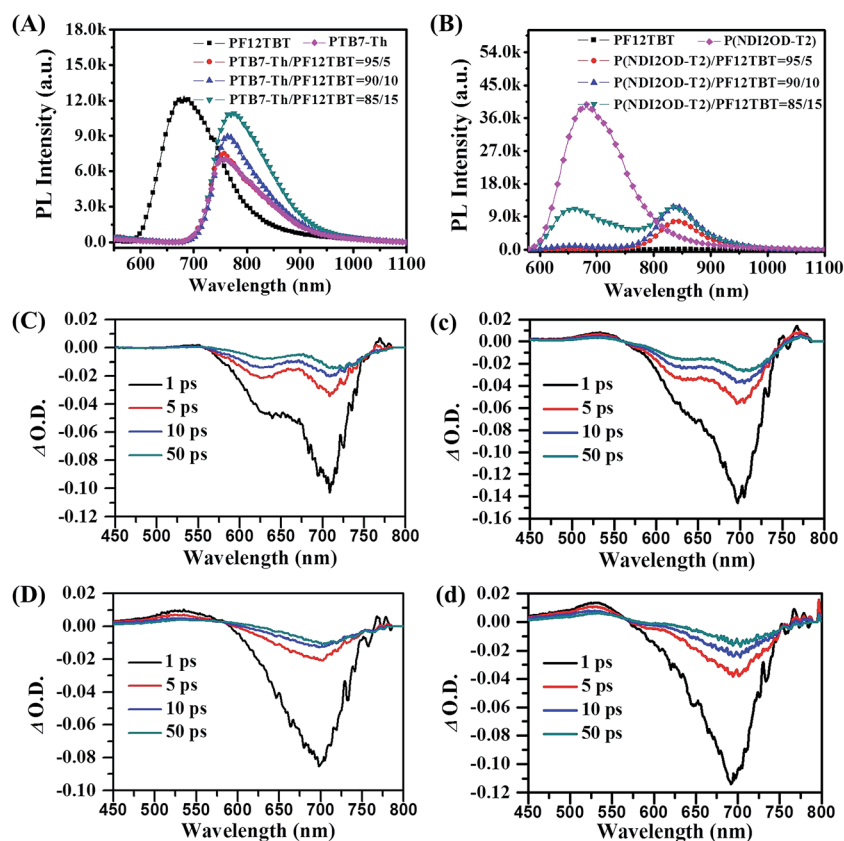 (A)
18.0k
15.0k
12.0k
9.0k
6.0k
3.0k
0.0
PL Intensity (a.u.)
PF12TBT PTB7-Th
PTB7-Th/PF12TBT=95/5
PTB7-Th/PF12TBT=90/10
PTB7-Th/PF12TBT=85/15
600 700 800 900 1000 1100
Wavelength (nm)
(B)
54.0k
45.0k
36.0k
27.0k
18.0k
9.0k
0.0
PL Intensity (a.u.)
PF12TBT P(NDI2OD-T2)
P(NDI2OD-T2)/PF12TBT=95/5
P(NDI2OD-T2)/PF12TBT=90/10
P(NDI2OD-T2)/PF12TBT=85/15
600 700 800 900 1000 1100
Wavelength (nm)
(C)
0.02
0.00
-0.02
-0.04
-0.06
-0.08
-0.10
-0.12
Δ O.D.
1 ps
5 ps
10 ps
50 ps
450 500 550 600 650 700 750 800
Wavelength (nm)
(c)
0.02
0.00
-0.02
-0.04
-0.06
-0.08
-0.10
-0.12
-0.14
-0.16
Δ O.D.
1 ps
5 ps
10 ps
50 ps
450 500 550 600 650 700 750 800
Wavelength (nm)
(D)
0.02
0.00
-0.02
-0.04
-0.06
-0.08
-0.10
Δ O.D.
1 ps
5 ps
10 ps
50 ps
450 500 550 600 650 700 750 800
Wavelength (nm)
(d)
0.02
0.00
-0.02
-0.04
-0.06
-0.08
-0.10
-0.12
Δ O.D.
1 ps
5 ps
10 ps
50 ps
450 500 550 600 650 700 750 800
Wavelength (nm)